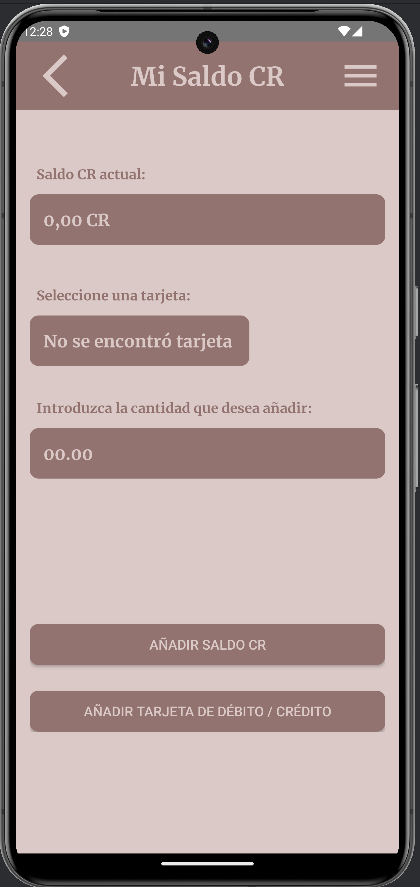 12:28
Mi Saldo CR
Saldo CR actual:
0,00 CR
Seleccione una tarjeta:
No se encontró tarjeta
Introduzca la cantidad que desea añadir:
00.00
AÑADIR SALDO CR
AÑADIR TARJETA DE DÉBITO / CRÉDITO